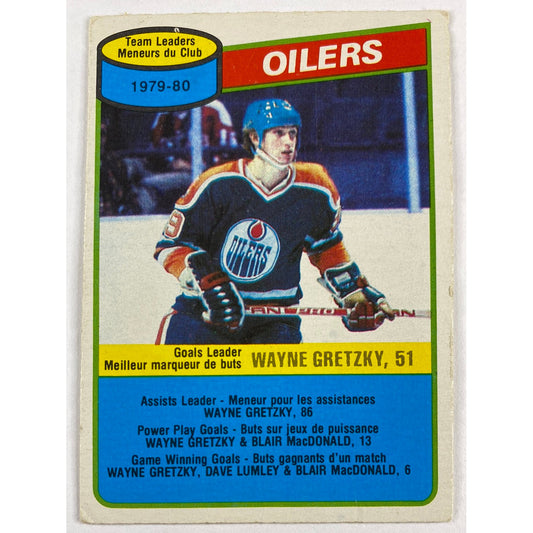 Team Leaders
Meneurs du Club
1979-80
OILERS
OILERS
Goals Leader
Meilleur marqueur de buts
WAYNE GRETZKY, 51
Assists Leader - Meneur pour les assistances
WAYNE GRETZKY, 86
Power Play Goals - Buts sur jeux de puissance
WAYNE GRETZKY & BLAIR MacDONALD, 13
Game Winning Goals - Buts gagnants d'un match
WAYNE GRETZKY, DAVE LUMLEY & BLAIR MacDONALD, 6